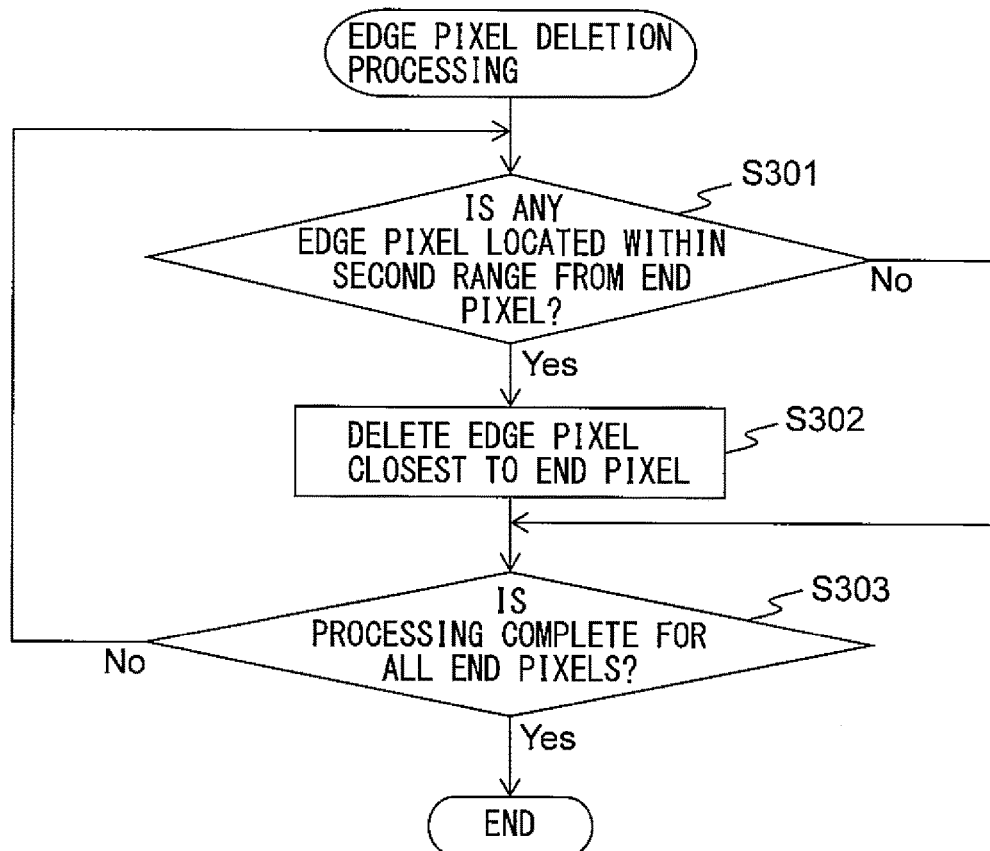 EDGE PIXEL DELETION
PROCESSING
S301
IS ANY
EDGE PIXEL LOCATED WITHIN
SECOND RANGE FROM END
PIXEL?
No
Yes
S302
DELETE EDGE PIXEL
CLOSEST TO END PIXEL
S303
IS
PROCESSING COMPLETE FOR
ALL END PIXELS?
No
Yes
END